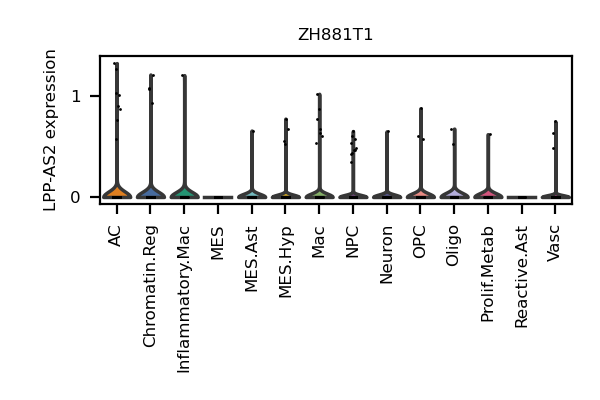 ZH881T1
LPP-AS2 expression
1
0
AC
Chromatin.Reg
Inflammatory.Mac
MES
MES.Ast
MES.Hyp
Mac
NPC
Neuron
OPC
Oligo
Prolif.Metab
Reactive.Ast
Vasc